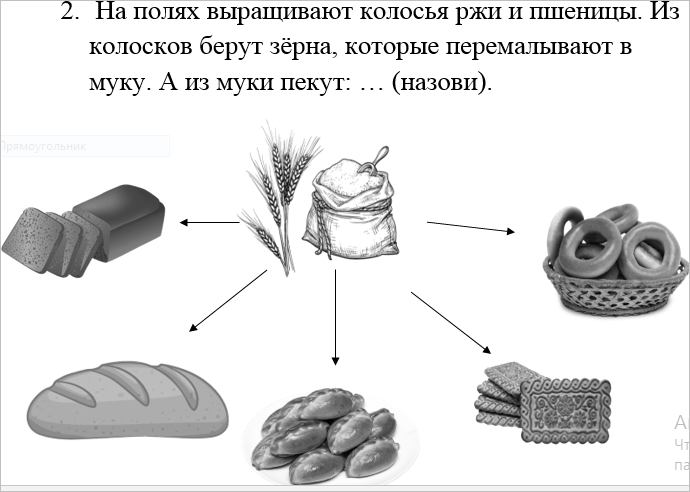 2. На полях выращивают колосья ржи и пшеницы. Из
колосков берут зёрна, которые перемалывают в
муку. А из муки пекут: … (назови).
Прямоугольник